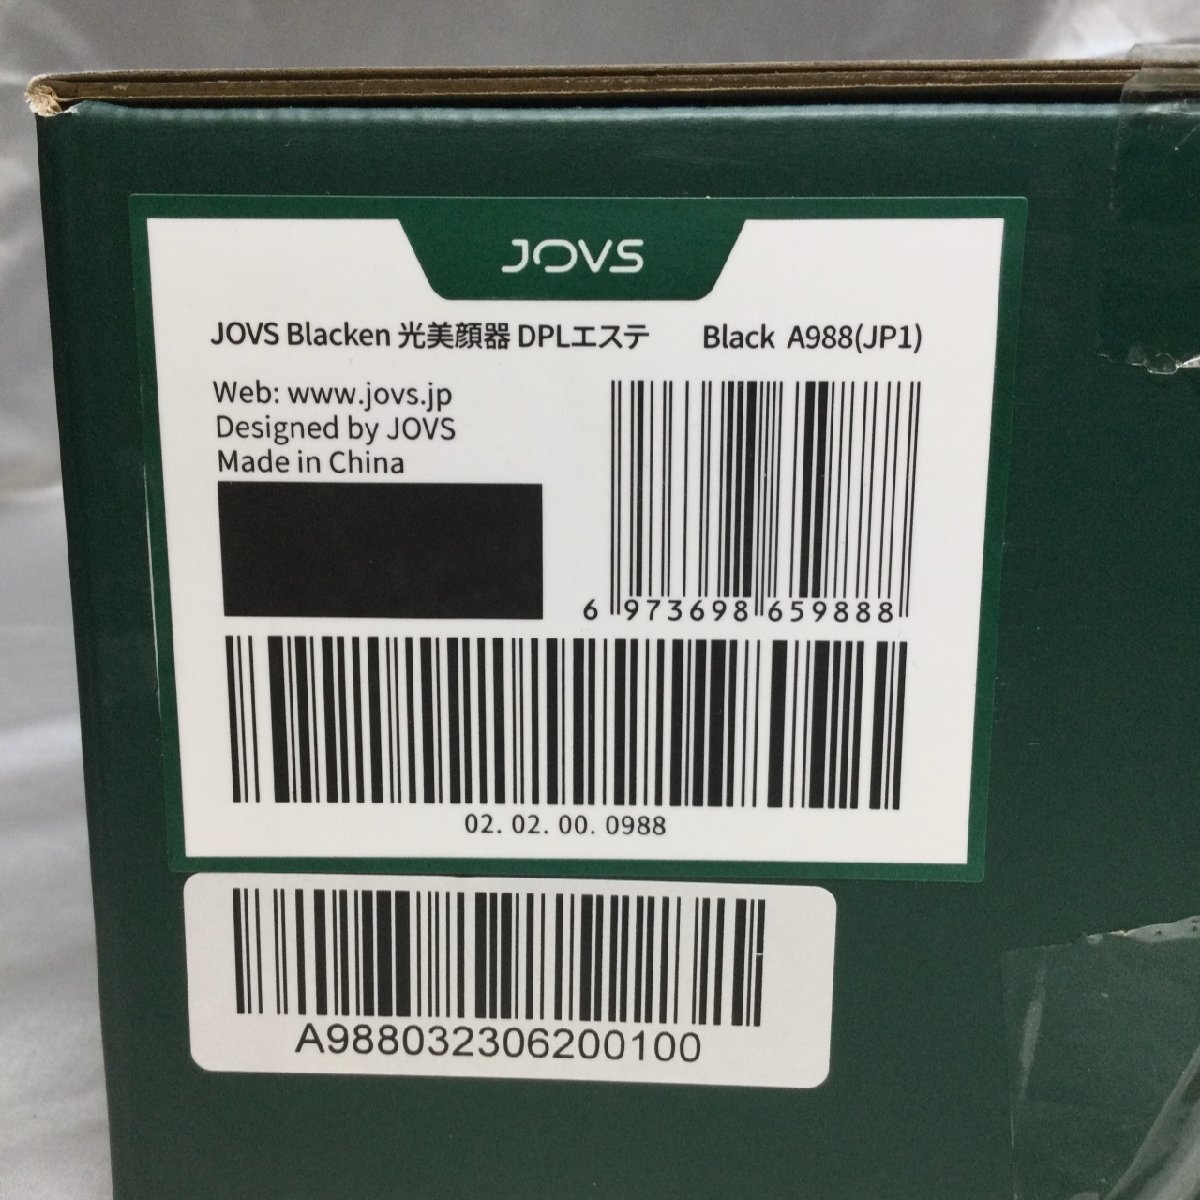 JOVS
JOVS Blacken 光美顔器 DPLエステ Black A988(JP1)
Web: www.jovs.jp
Designed by JOVS
Made in China
6 973698 659888
02. 02. 00. 0988
A988032306200100